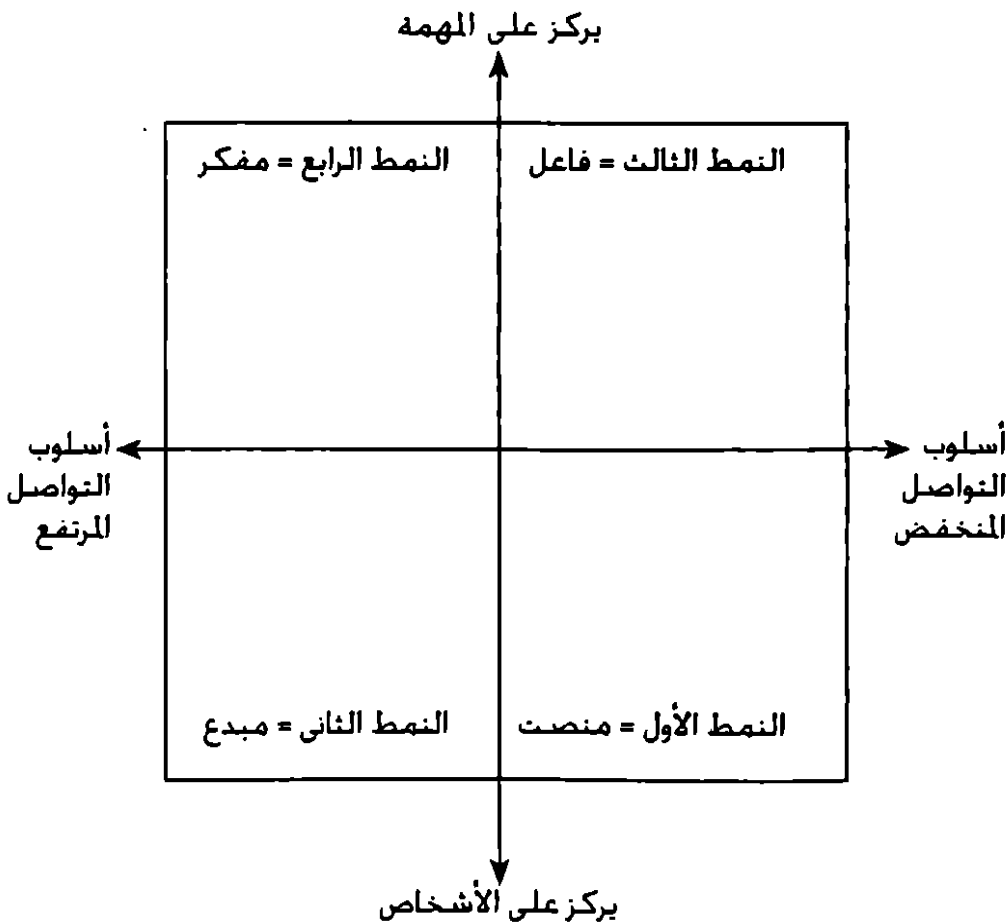 يركز على المهمة
النمط الثالث = فاعل
النمط الرابع = مفكر
أسلوب
التواصل
المنخفض
أسلوب
التواصل
المرتفع
النمط الأول = منصت
النمط الثانى = مبدع
يركز على الأشخاص